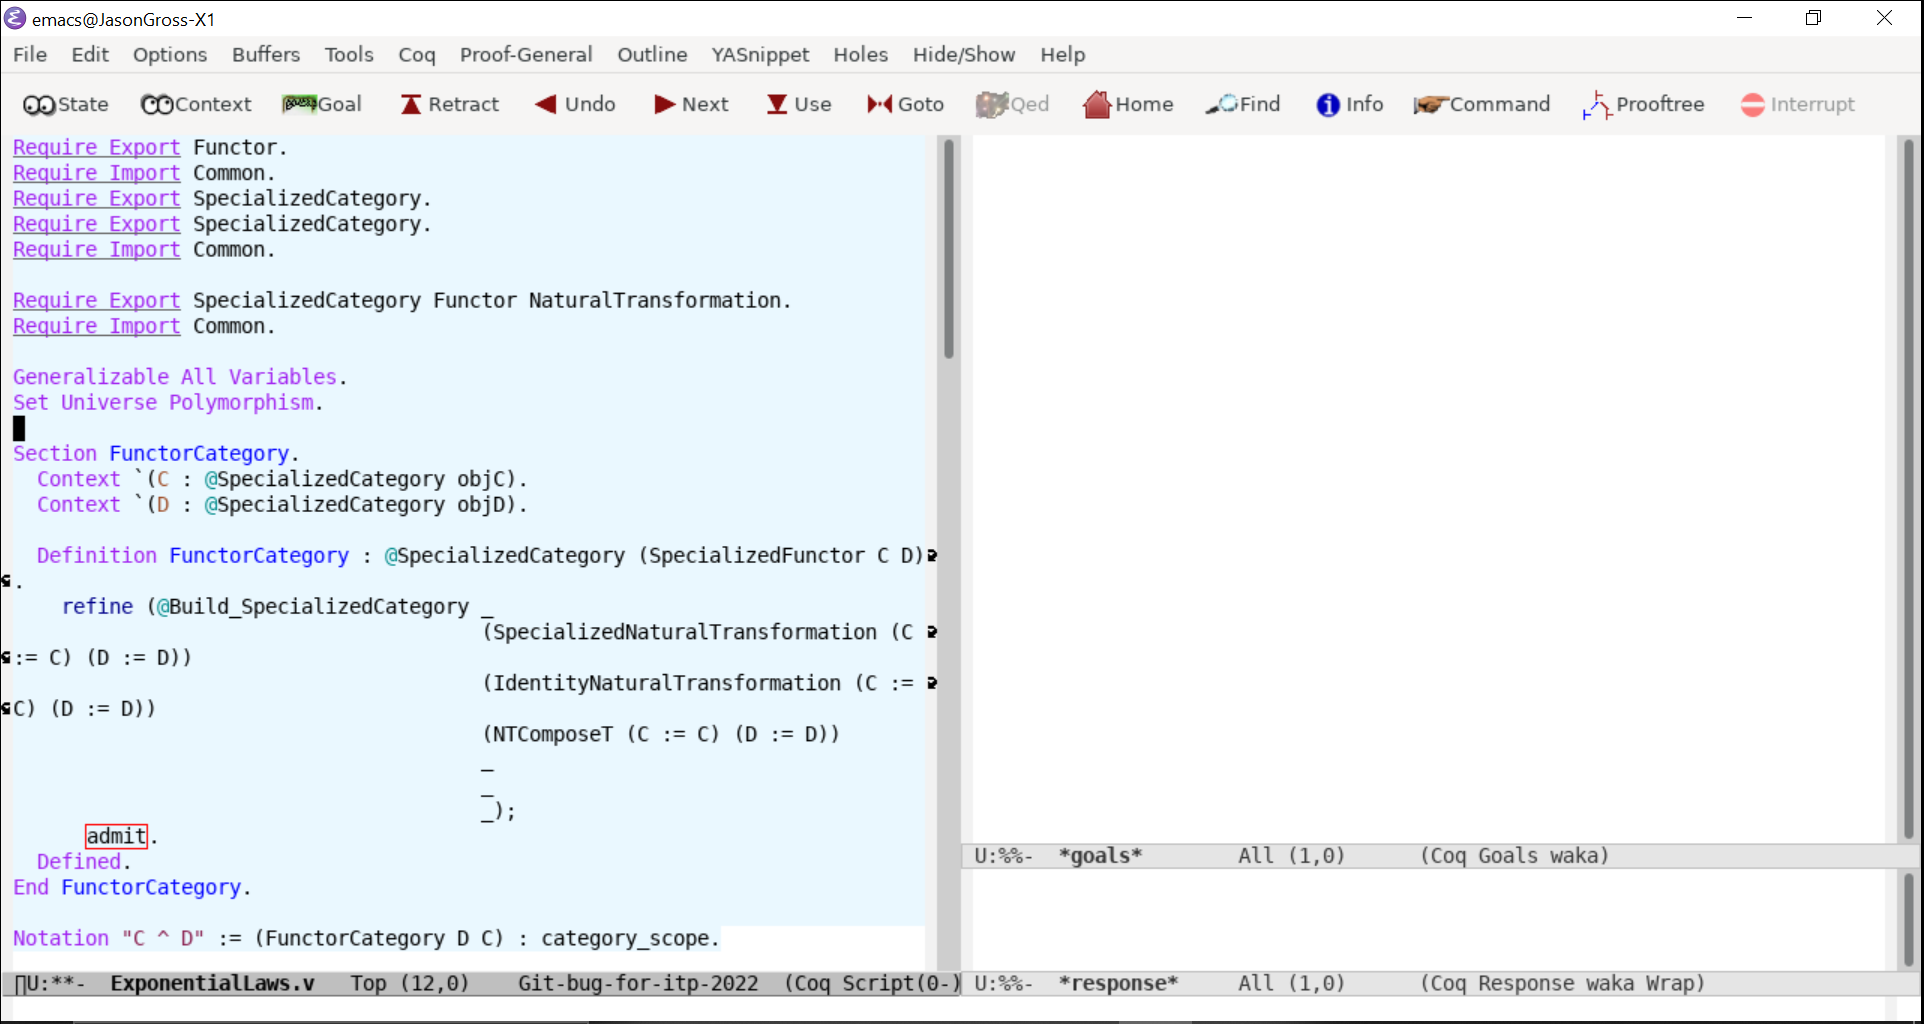 emacs@JasonGross-X1
File Edit Options Buffers Tools Coq Proof-General Outline YASnippet Holes Hide/Show Help
State Context Goal Retract Undo Next Use Goto Qed Home Find Info Command Prooftree Interrupt
Require Export Functor.
Require Import Common.
Require Export SpecializedCategory.
Require Export SpecializedCategory.
Require Import Common.
Require Export SpecializedCategory Functor NaturalTransformation.
Require Import Common.
Generalizable All Variables.
Set Universe Polymorphism.
Section FunctorCategory.
Context `(C : @SpecializedCategory objC).
Context `(D : @SpecializedCategory objD).
Definition FunctorCategory : @SpecializedCategory (SpecializedFunctor C D)
.
refine (@Build_SpecializedCategory _
(SpecializedNaturalTransformation (C
:= C) (D := D))
(IdentityNaturalTransformation (C :=
C) (D := D))
(NTComposeT (C := C) (D := D))
_
_
_);
admit.
Defined.
End FunctorCategory.
Notation "C ^ D" := (FunctorCategory D C) : category_scope.
U:**- ExponentialLaws.v Top (12,0) Git-bug-for-itp-2022 (Coq Script(0-)
U:%%- *goals* All (1,0) (Coq Goals waka)
U:%%- *response* All (1,0) (Coq Response waka Wrap)